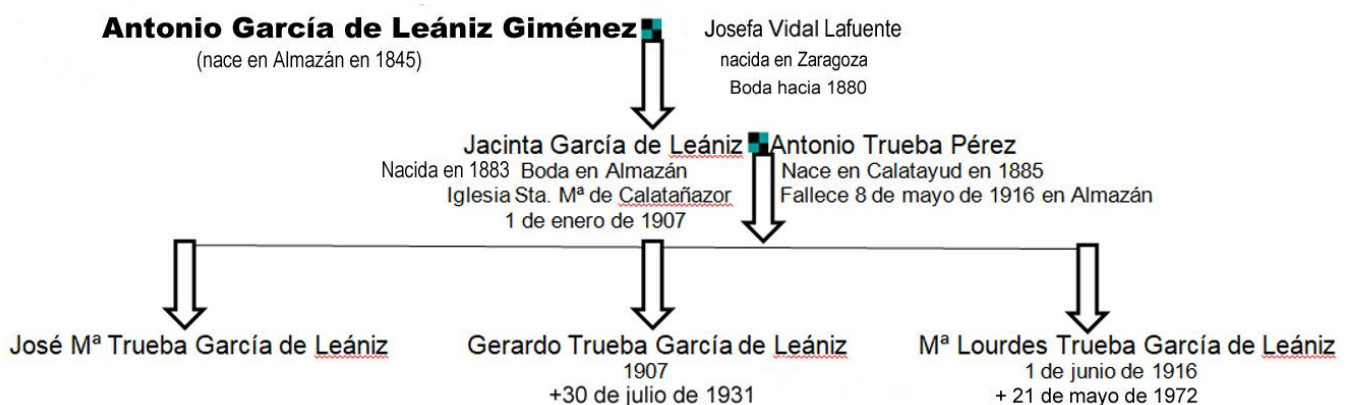 Antonio García de Leániz Giménez
(nace en Almazán en 1845)
Josefa Vidal Lafuente
nacida en Zaragoza
Boda hacia 1880
Jacinta García de Leániz
Nacida en 1883 Boda en Almazán
Iglesia Sta. Mª de Calatañazor
1 de enero de 1907
Antonio Trueba Pérez
Nace en Calatayud en 1885
Fallece 8 de mayo de 1916 en Almazán
José Mª Trueba García de Leániz
Gerardo Trueba García de Leániz
1907
+30 de julio de 1931
Mª Lourdes Trueba García de Leániz
1 de junio de 1916
+ 21 de mayo de 1972